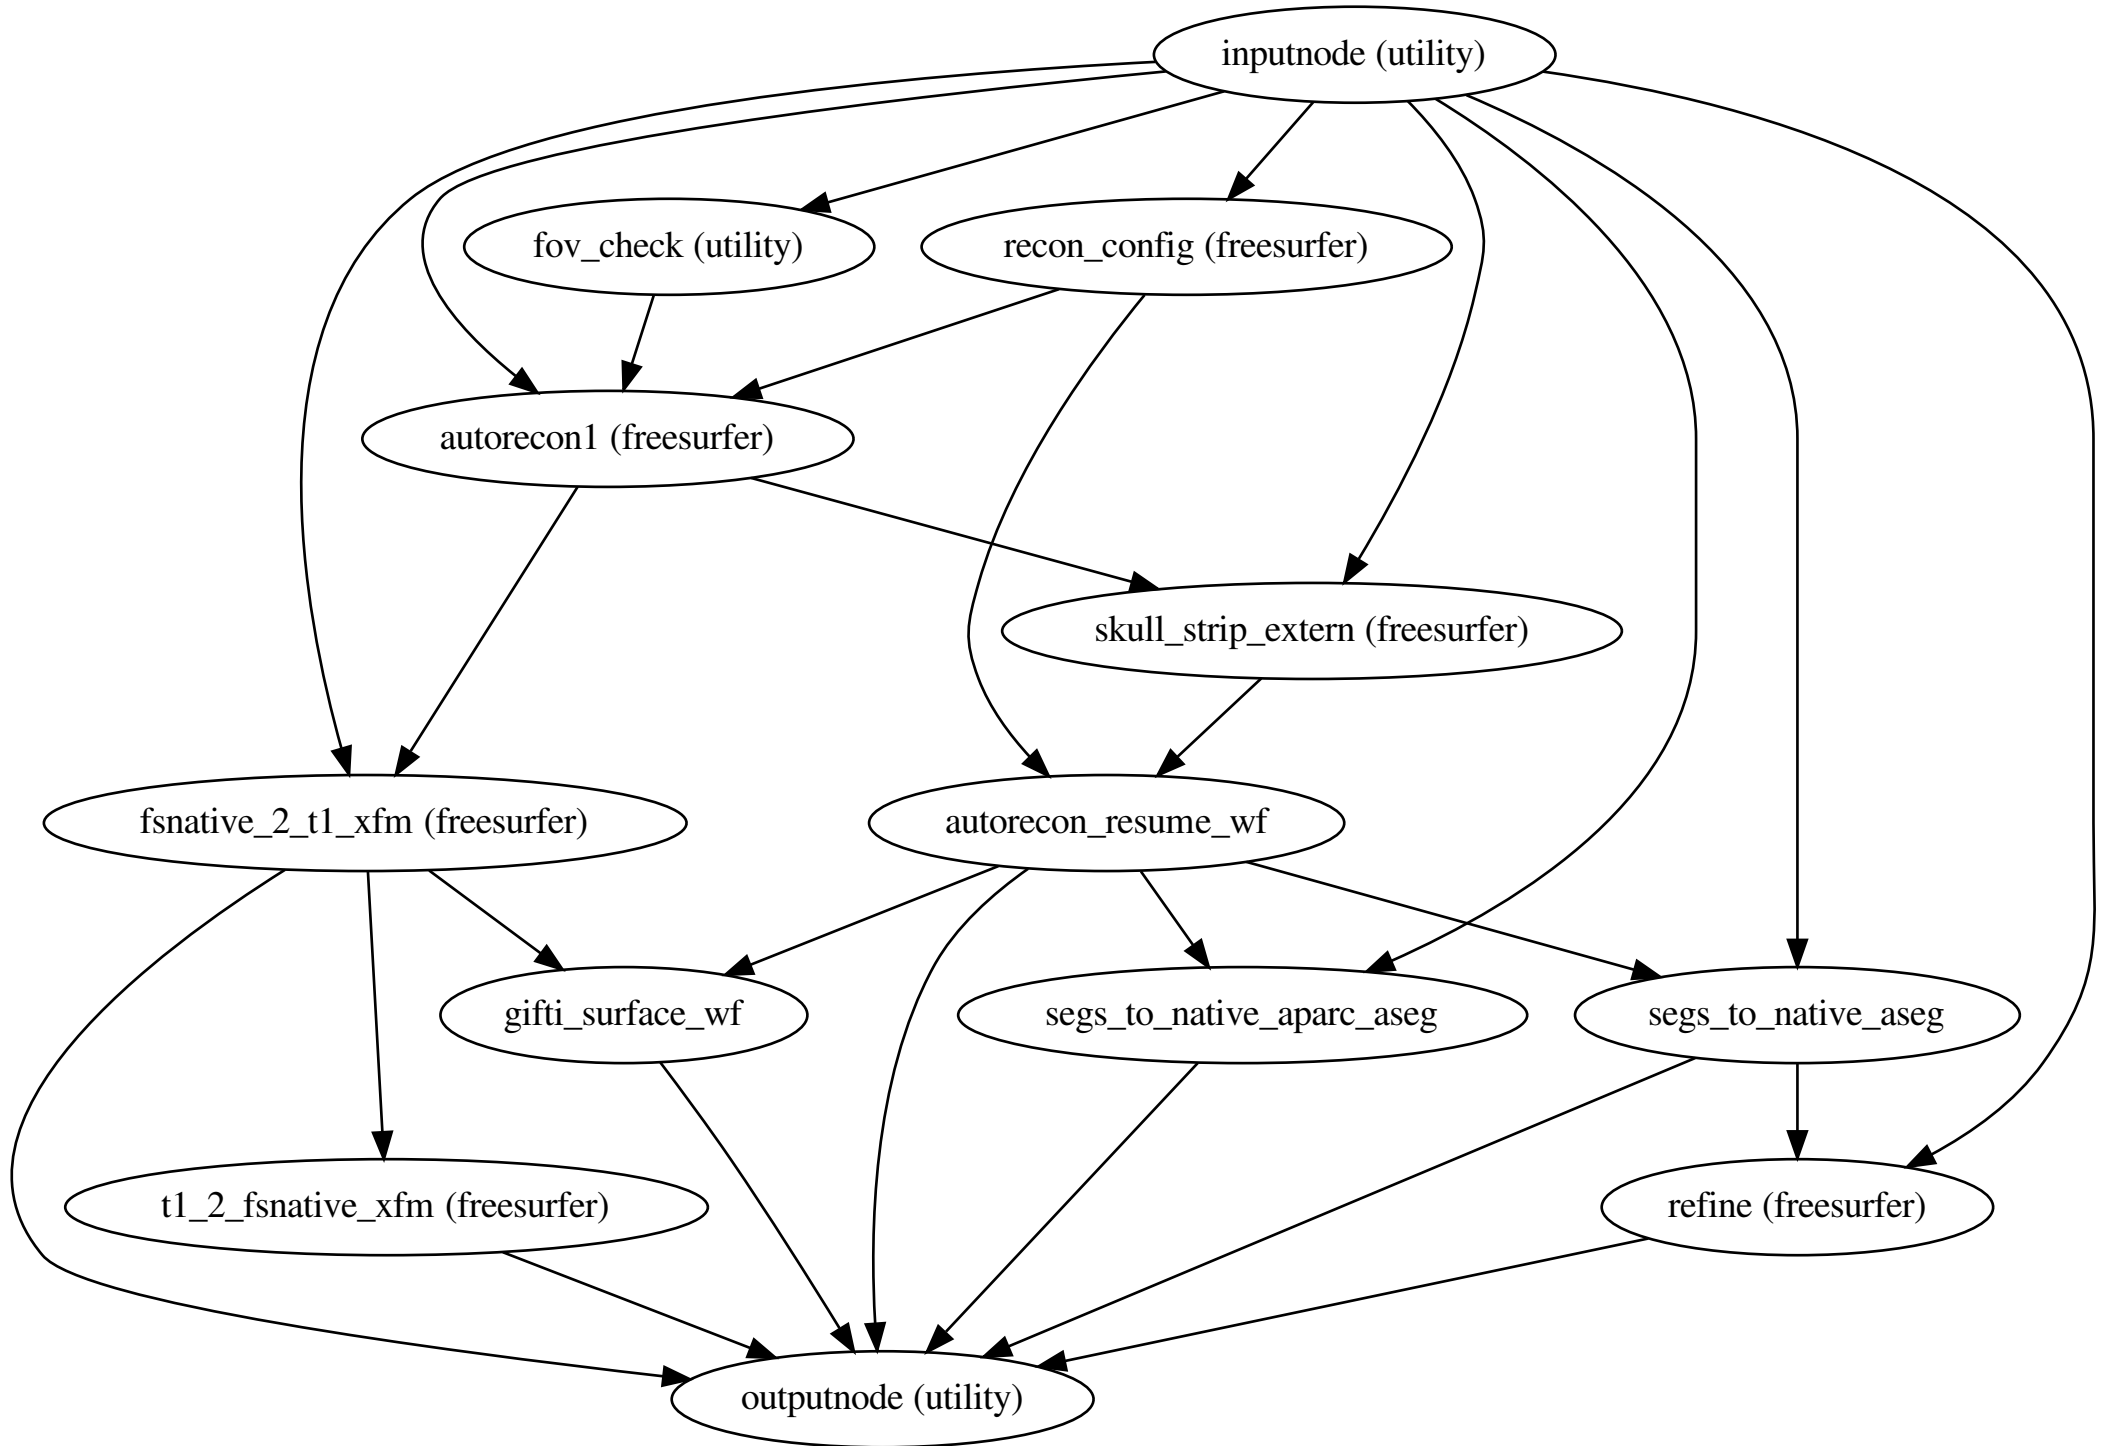 inputnode (utility)
fov_check (utility)
recon_config (freesurfer)
autorecon1 (freesurfer)
skull_strip_extern (freesurfer)
fsnative_2_t1_xfm (freesurfer)
autorecon_resume_wf
gifti_surface_wf
segs_to_native_aparc_aseg
segs_to_native_aseg
t1_2_fsnative_xfm (freesurfer)
refine (freesurfer)
outputnode (utility)